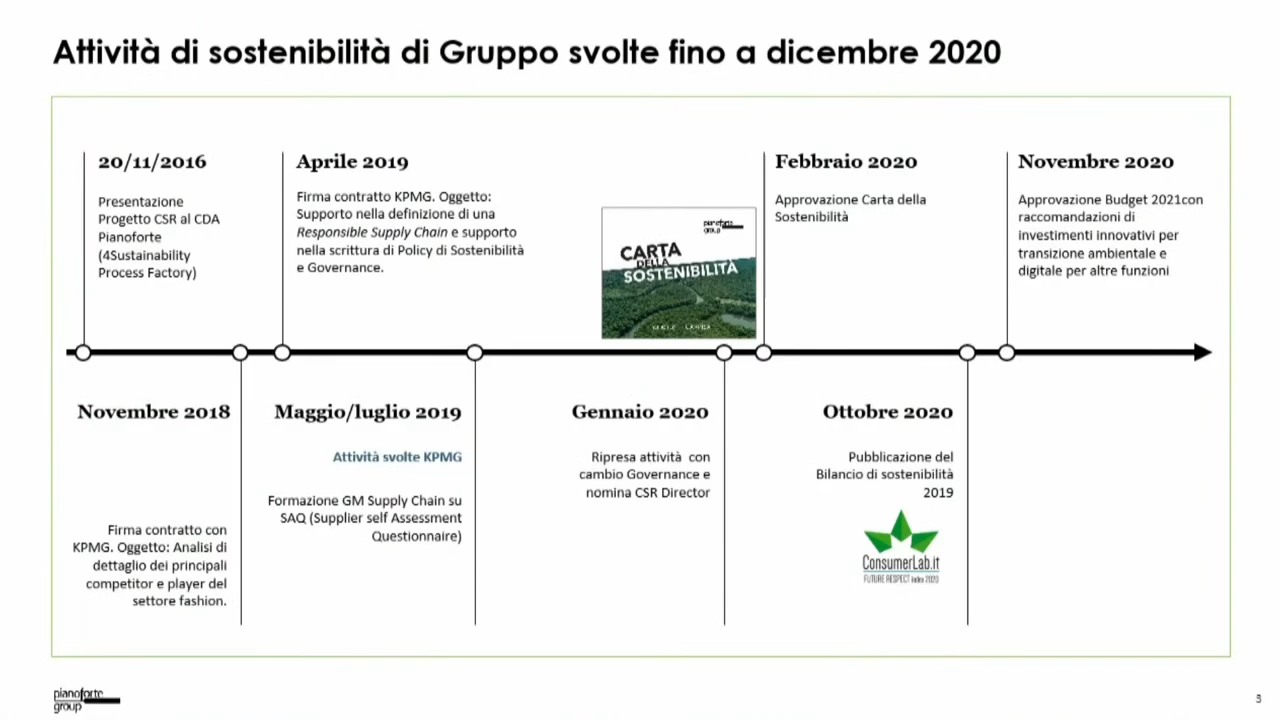 Attività di sostenibilità di Gruppo svolte fino a dicembre 2020
20/11/2016
Presentazione
Progetto CSR al CDA
Pianoforte
(4Sustainability
Process Factory)
Aprile 2019
Firma contratto KPMG. Oggetto:
Supporto nella definizione di una
Responsible Supply Chain e supporto
nella scrittura di Policy di Sostenibilità
e Governance.
pianoforte
group
CARTA
DELLA
SOSTENIBILITÀ
Febbraio 2020
Approvazione Carta della
Sostenibilità
Novembre 2020
Approvazione Budget 2021con
raccomandazioni di
investimenti innovativi per
transizione ambientale e
digitale per altre funzioni
Novembre 2018
Firma contratto con
KPMG. Oggetto: Analisi di
dettaglio dei principali
competitor e player del
settore fashion.
Maggio/luglio 2019
Attività svolte KPMG
Formazione GM Supply Chain su
SAQ (Supplier self Assessment
Questionnaire)
Gennaio 2020
Ripresa attività con
cambio Governance e
nomina CSR Director
Ottobre 2020
Pubblicazione del
Bilancio di sostenibilità
2019
ConsumerLab.it
FUTURE RESPECT Index 2020
pianoforte
group